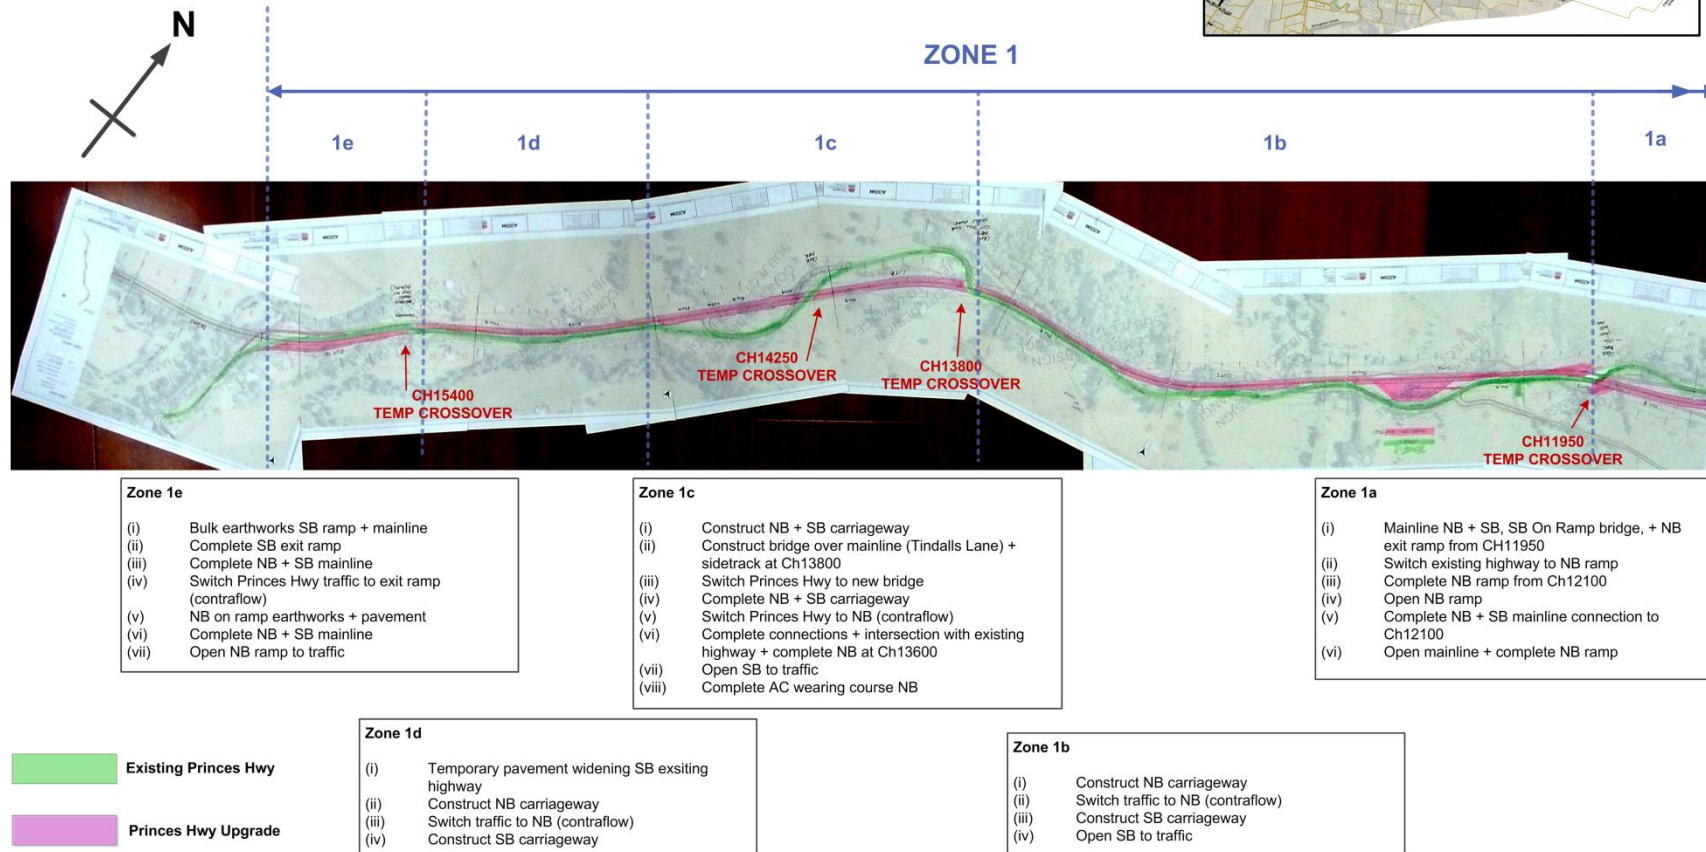 N
ZONE 1
1e
1d
1c
1b
1a
AECOM
AECOM
AECOM
AECOM
AECOM
CH15400
TEMP CROSSOVER
CH14250
TEMP CROSSOVER
CH13800
TEMP CROSSOVER
CH11950
TEMP CROSSOVER
Zone 1e
(i) Bulk earthworks SB ramp + mainline
(ii) Complete SB exit ramp
(iii) Complete NB + SB mainline
(iv) Switch Princes Hwy traffic to exit ramp
(contraflow)
(v) NB on ramp earthworks + pavement
(vi) Complete NB + SB mainline
(vii) Open NB ramp to traffic
Zone 1c
(i) Construct NB + SB carriageway
(ii) Construct bridge over mainline (Tindalls Lane) +
sidetrack at Ch13800
(iii) Switch Princes Hwy to new bridge
(iv) Complete NB + SB carriageway
(v) Switch Princes Hwy to NB (contraflow)
(vi) Complete connections + intersection with existing
highway + complete NB at Ch13600
(vii) Open SB to traffic
(viii) Complete AC wearing course NB
Zone 1a
(i) Mainline NB + SB, SB On Ramp bridge, + NB
exit ramp from CH11950
(ii) Switch existing highway to NB ramp
(iii) Complete NB ramp from Ch12100
(iv) Open NB ramp
(v) Complete NB + SB mainline connection to
Ch12100
(vi) Open mainline + complete NB ramp
Existing Princes Hwy
Princes Hwy Upgrade
Zone 1d
(i) Temporary pavement widening SB exsiting
highway
(ii) Construct NB carriageway
(iii) Switch traffic to NB (contraflow)
(iv) Construct SB carriageway
Zone 1b
(i) Construct NB carriageway
(ii) Switch traffic to NB (contraflow)
(iii) Construct SB carriageway
(iv) Open SB to traffic